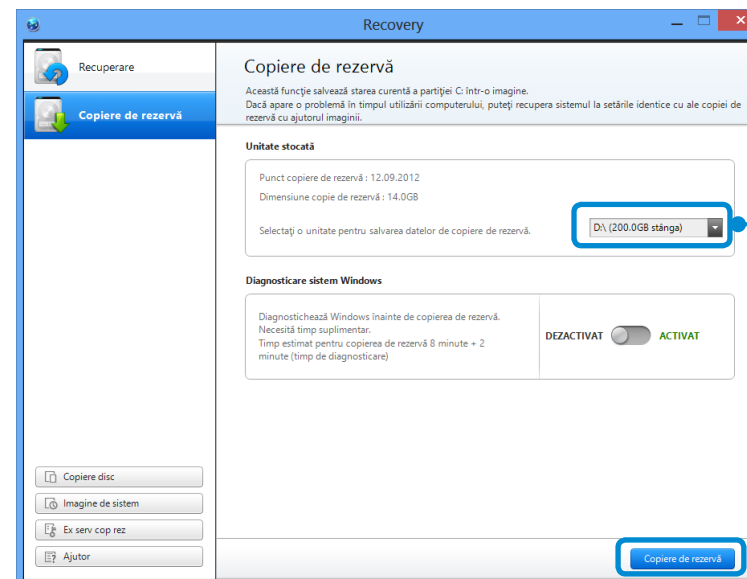 Recovery
Recuperare
Copiere de rezervă
Copiere de rezervă
Această funcţie salvează starea curentă a partiţiei C: într-o imagine.
Dacă apare o problemă în timpul utilizării computerului, puteţi recupera sistemul la setările identice cu ale copiei de
rezervă cu ajutorul imaginii.
Unitate stocată
Punct copiere de rezervă : 12.09.2012
Dimensiune copie de rezervă : 14.0GB
Selectaţi o unitate pentru salvarea datelor de copiere de rezervă.
D:\ (200.0GB stânga)
Diagnosticare sistem Windows
Diagnostichează Windows înainte de copierea de rezervă.
Necesită timp suplimentar.
Timp estimat pentru copierea de rezervă 8 minute + 2
minute (timp de diagnosticare)
DEZACTIVAT ACTIVAT
Copiere disc
Imagine de sistem
Ex serv cop rez
Ajutor
Copiere de rezervă